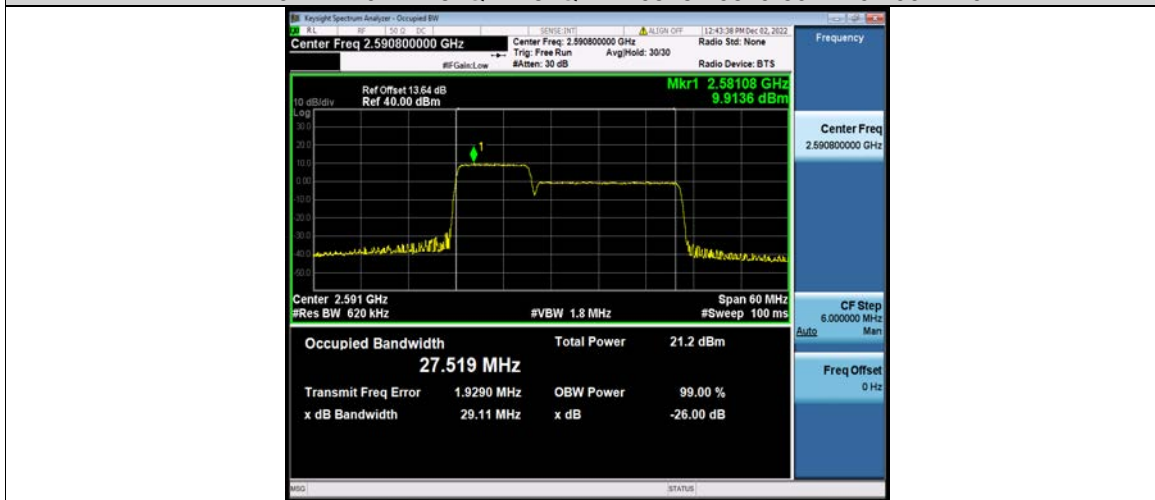 Keysight Spectrum Analyzer - Occupied BW
RL RF 50 Ω DC SENSE:INT ALIGN OFF 12:43:38 PM Dec 02, 2022
Center Freq 2.590800000 GHz
Center Freq: 2.590800000 GHz
Radio Std: None
Trig: Free Run Avg|Hold: 30/30
#IFGain:Low #Atten: 30 dB Radio Device: BTS
Frequency
Mkr1 2.58108 GHz
9.9136 dBm
Ref Offset 13.64 dB
10 dB/div Ref 40.00 dBm
Log
30.0
20.0
10.0
0.00
-10.0
-20.0
-30.0
-40.0
-50.0
1
Center Freq
2.590800000 GHz
Center 2.591 GHz Span 60 MHz
#Res BW 620 kHz #VBW 1.8 MHz #Sweep 100 ms
CF Step
6.000000 MHz
Auto Man
Occupied Bandwidth Total Power 21.2 dBm
27.519 MHz
Transmit Freq Error 1.9290 MHz OBW Power 99.00 %
x dB Bandwidth 29.11 MHz x dB -26.00 dB
Freq Offset
0 Hz
MSG STATUS